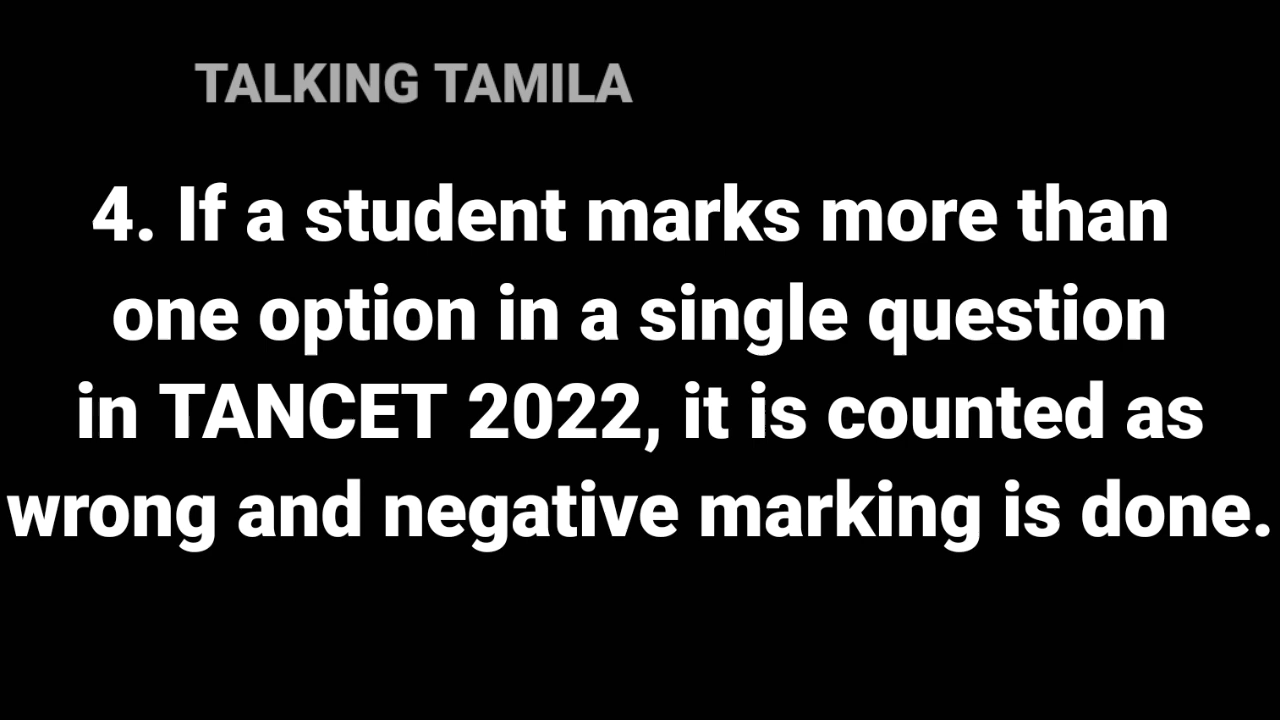 TALKING TAMILA
4. If a student marks more than
one option in a single question
in TANCET 2022, it is counted as
wrong and negative marking is done.